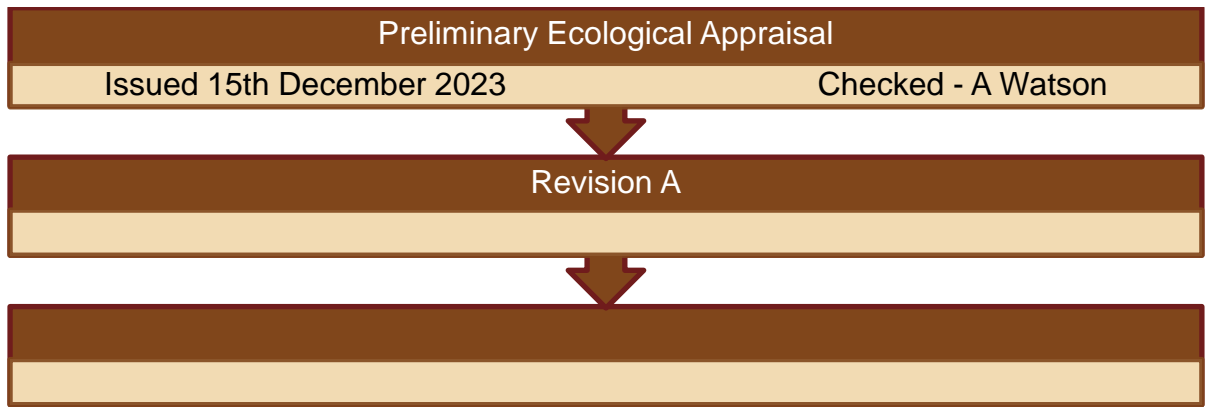 Preliminary Ecological Appraisal
Issued 15th December 2023 Checked - A Watson
Revision A